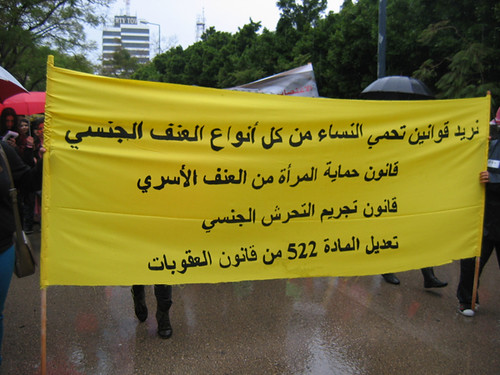 نريد قوانين تحمي النساء من كل أنواع العنف الجنسي
قانون حماية المرأة من العنف الأسري
قانون تجريم التحرش الجنسي
تعديل المادة 522 من قانون العقوبات